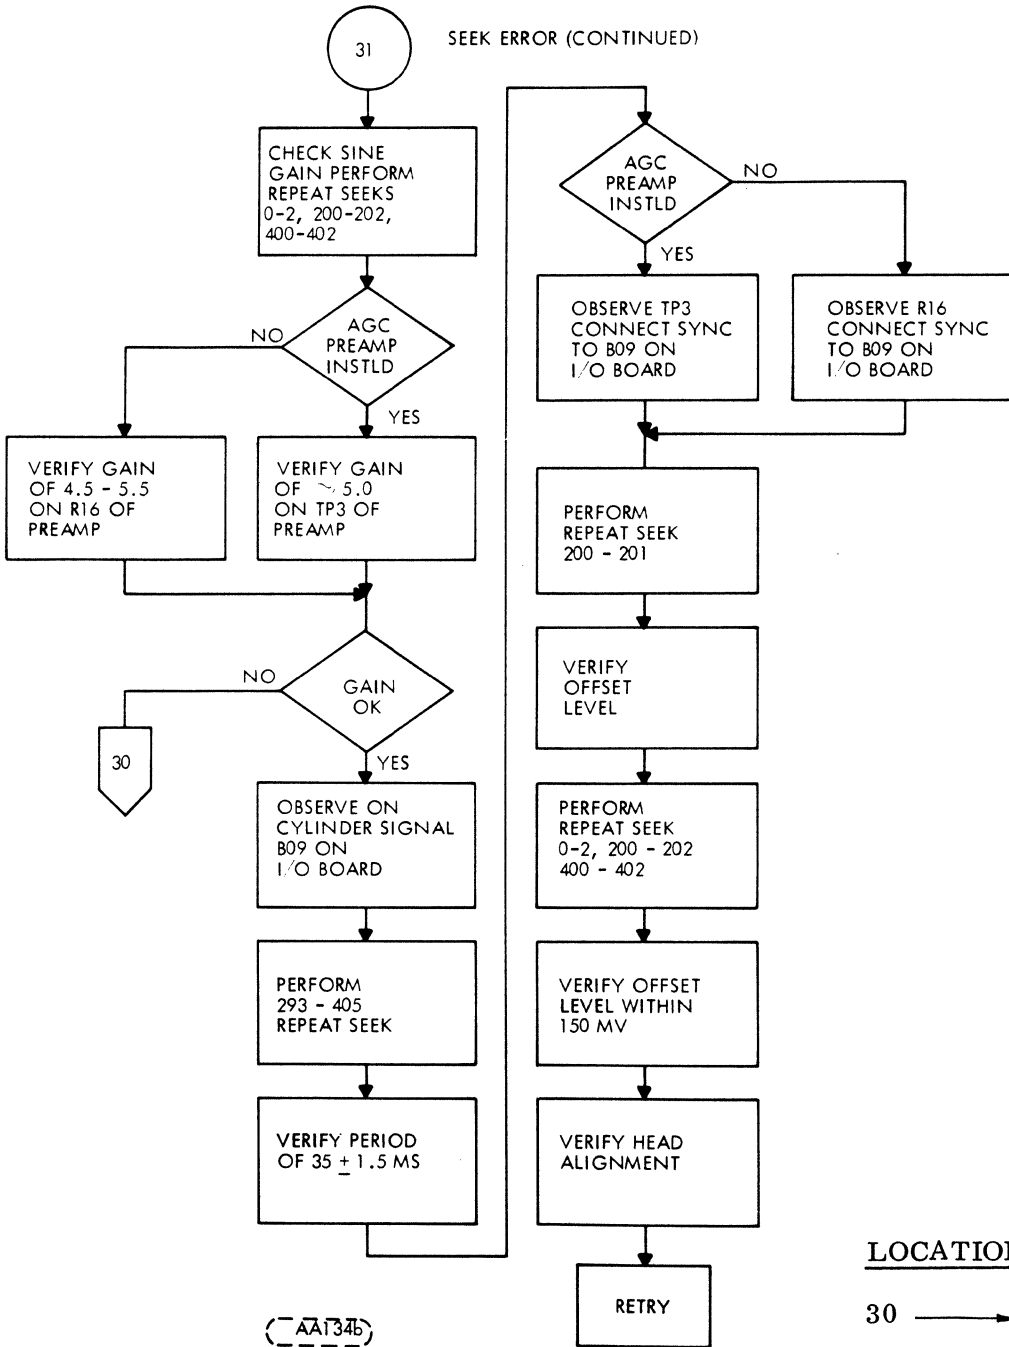 31
SEEK ERROR (CONTINUED)
CHECK SINE
GAIN PERFORM
REPEAT SEEKS
0-2, 200-202,
400-402
AGC
PREAMP
INSTLD
NO
YES
VERIFY GAIN
OF 4.5 - 5.5
ON R16 OF
PREAMP
VERIFY GAIN
OF ~ 5.0
ON TP3 OF
PREAMP
GAIN
OK
NO
30
YES
OBSERVE ON
CYLINDER SIGNAL
B09 ON
I/O BOARD
PERFORM
293 - 405
REPEAT SEEK
VERIFY PERIOD
OF 35 ± 1.5 MS
AGC
PREAMP
INSTLD
NO
YES
OBSERVE TP3
CONNECT SYNC
TO B09 ON
I/O BOARD
OBSERVE R16
CONNECT SYNC
TO B09 ON
I/O BOARD
PERFORM
REPEAT SEEK
200 - 201
VERIFY
OFFSET
LEVEL
PERFORM
REPEAT SEEK
0-2, 200 - 202
400 - 402
VERIFY OFFSET
LEVEL WITHIN
150 MV
VERIFY HEAD
ALIGNMENT
RETRY
AA134b
LOCATION
30